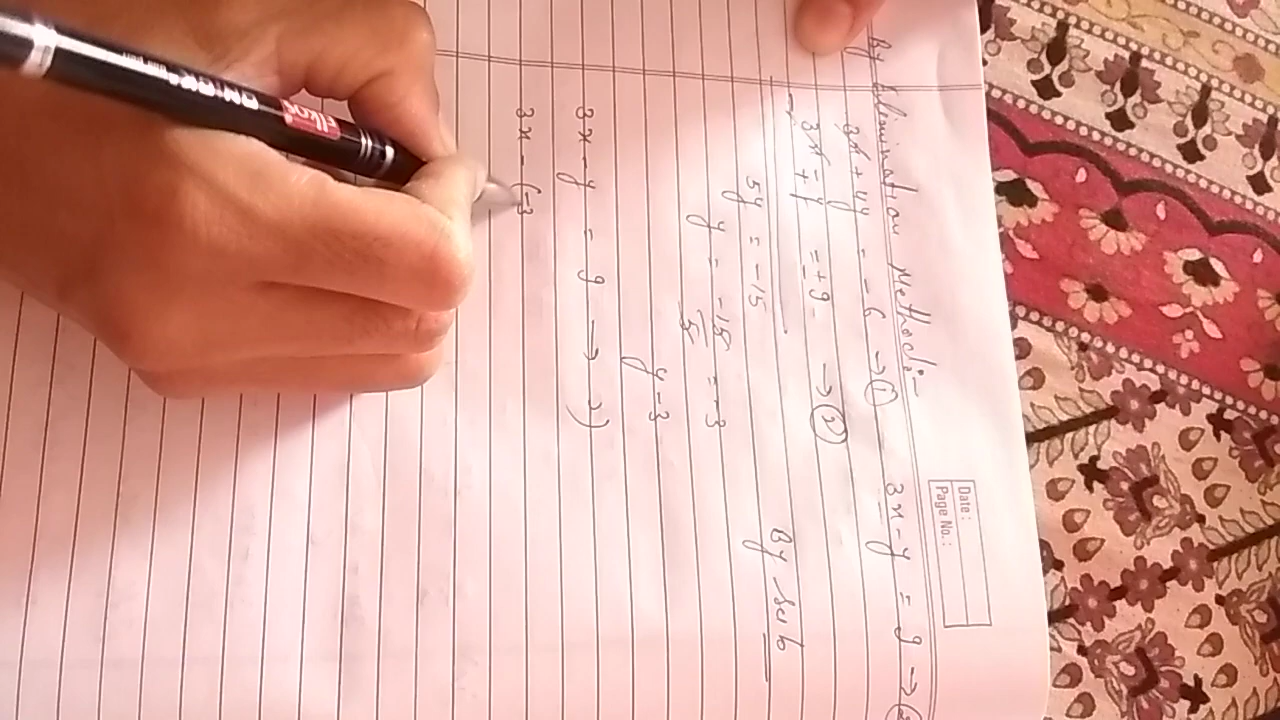 Date :
Page No. :
By Elimination Method:-
3x + 4y = - 6 → ①
3x - y = 9 →
3x - y = + 9 → ②
- + -
5y = -15
By sub
y = -15 = -3
5
y -3
3x - y = 9 → 2)
3x - (-3
elkos